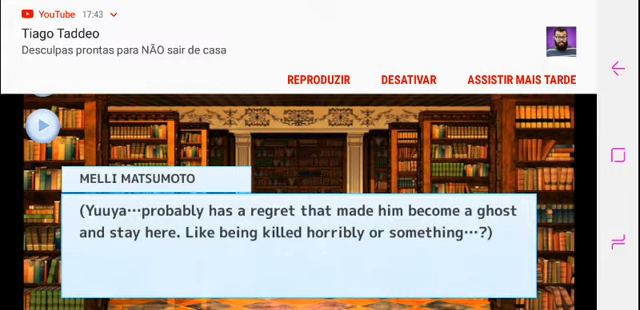 YouTube 17:43
Tiago Taddeo
Desculpas prontas para NÃO sair de casa
REPRODUZIR DESATIVAR ASSISTIR MAIS TARDE
MELLI MATSUMOTO
(Yuuya…probably has a regret that made him become a ghost
and stay here. Like being killed horribly or something…?)